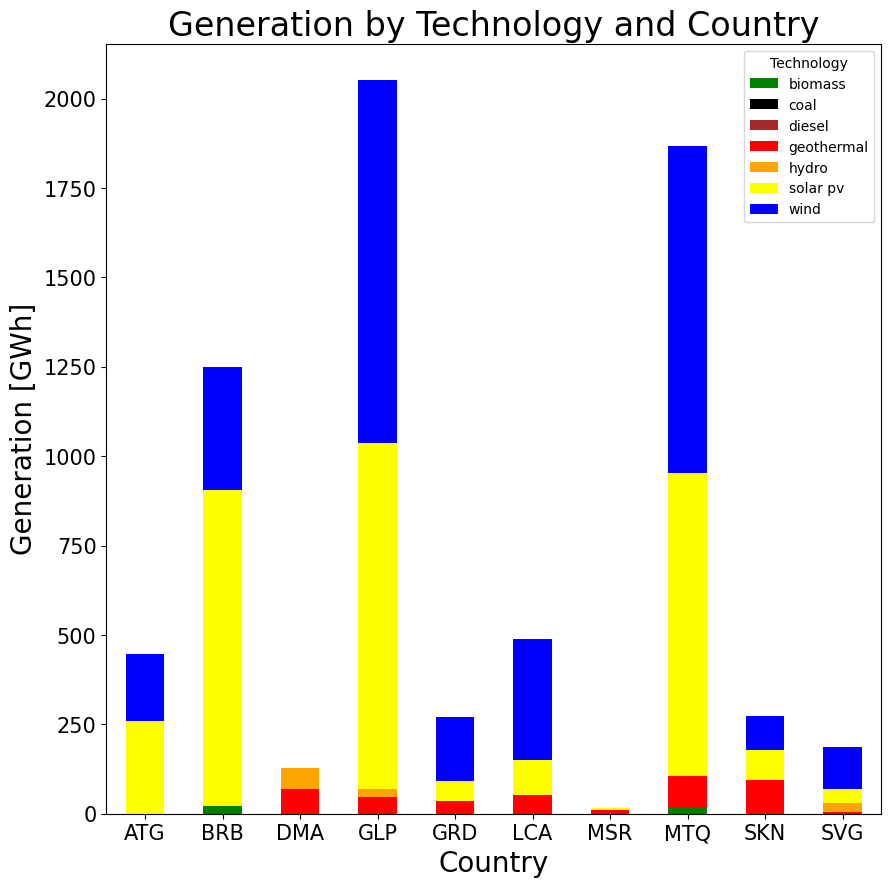 Generation by Technology and Country
Technology
biomass
coal
diesel
geothermal
hydro
solar pv
wind
Generation [GWh]
2000
1750
1500
1250
1000
750
500
250
0
ATG BRB DMA GLP GRD LCA MSR MTQ SKN SVG
Country